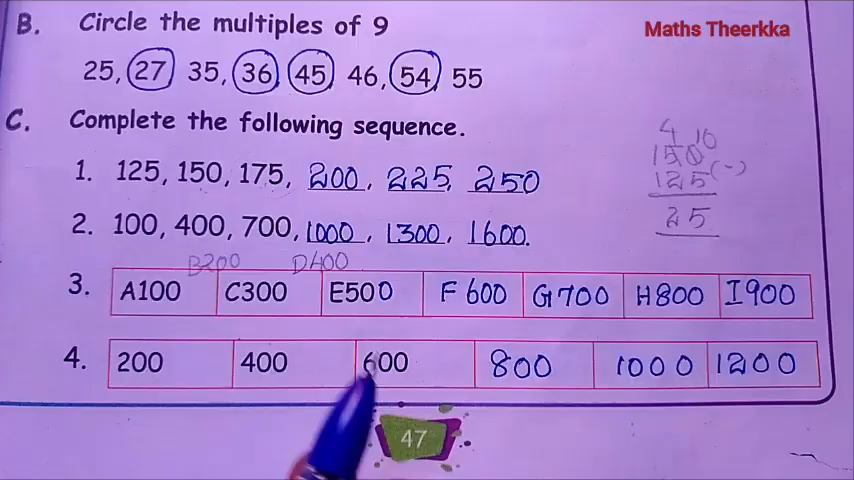 Maths Theerkka
B. Circle the multiples of 9
25, 27, 35, 36, 45, 46, 54, 55
C. Complete the following sequence.
1. 125, 150, 175, 200, 225, 250
2. 100, 400, 700, 1000, 1300, 1600.
4 10
150
125 (-)
25
B200 D400
3. A100 C300 E500 F 600 G700 H800 I900
4. 200 400 600 800 1000 1200
47